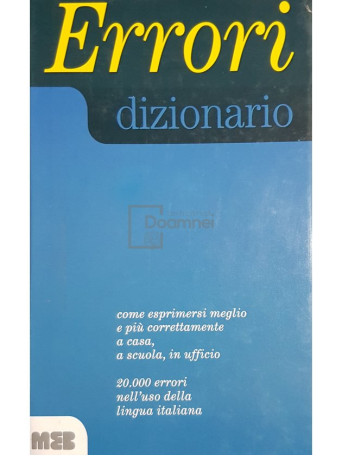 Errori
dizionario
Doamnei
come esprimersi meglio
e più correttamente
a casa,
a scuola, in ufficio
20.000 errori
nell'uso della
lingua italiana
MEB